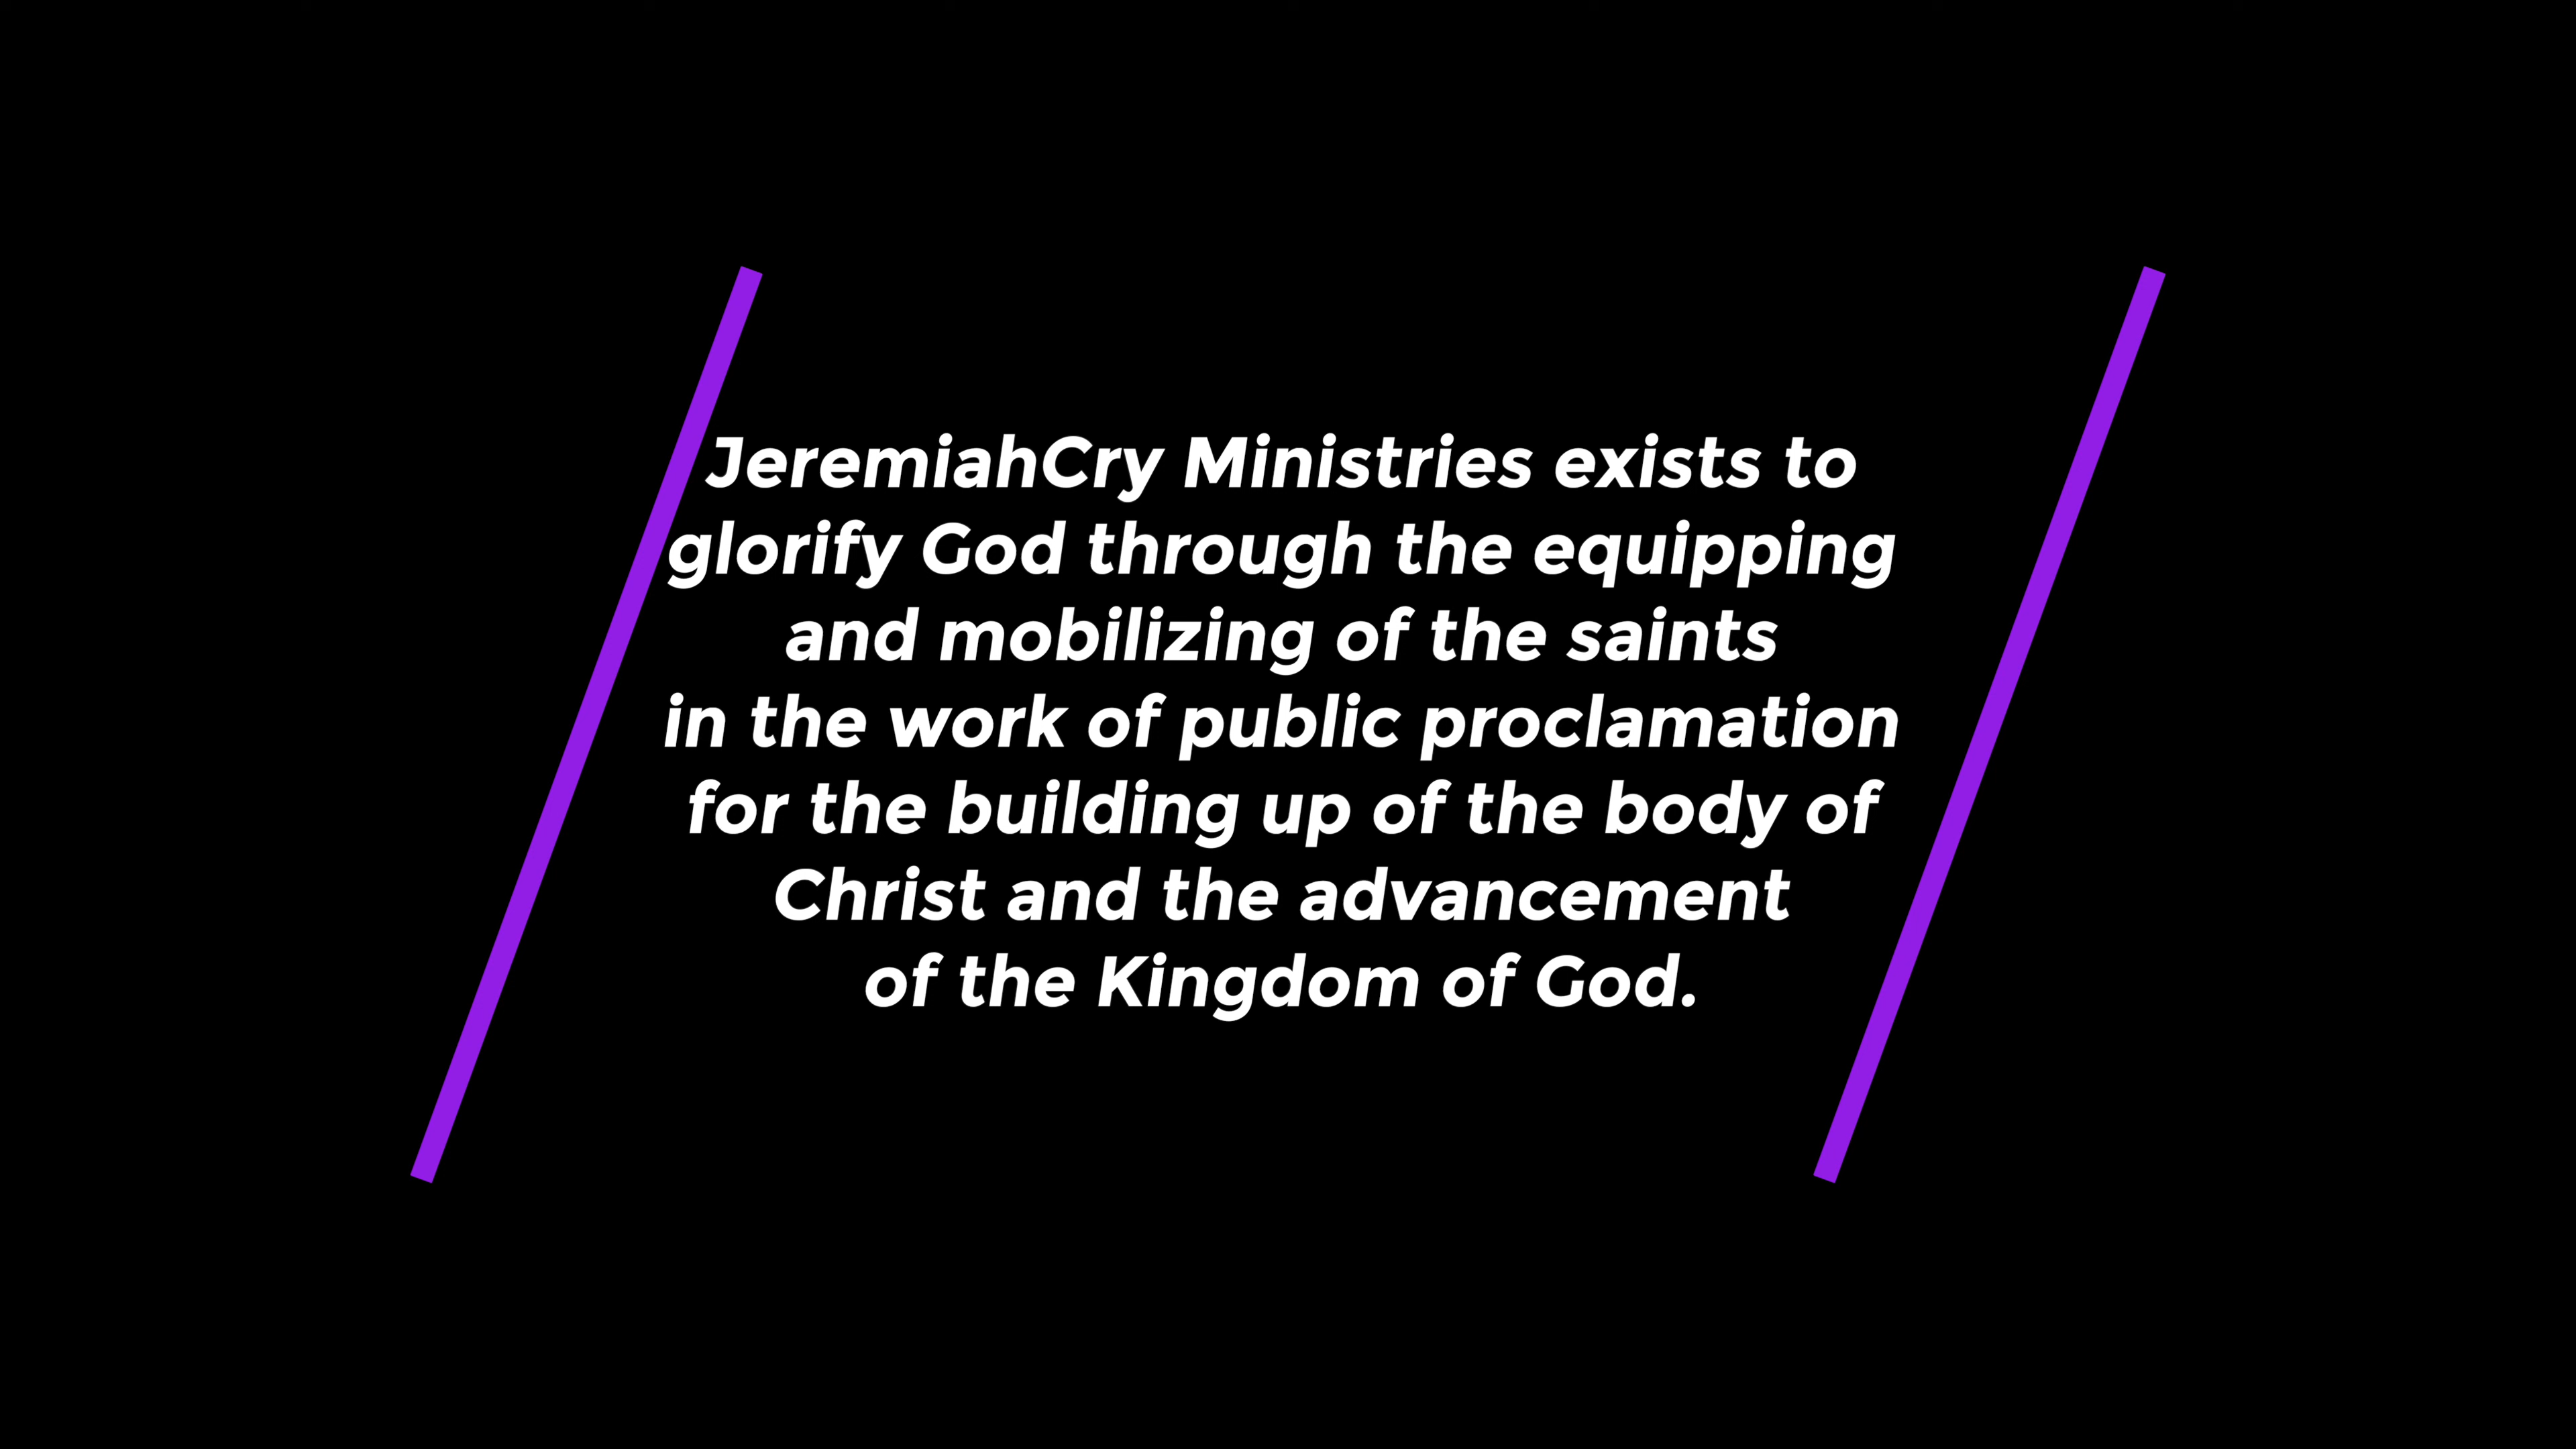 JeremiahCry Ministries exists to
glorify God through the equipping
and mobilizing of the saints
in the work of public proclamation
for the building up of the body of
Christ and the advancement
of the Kingdom of God.